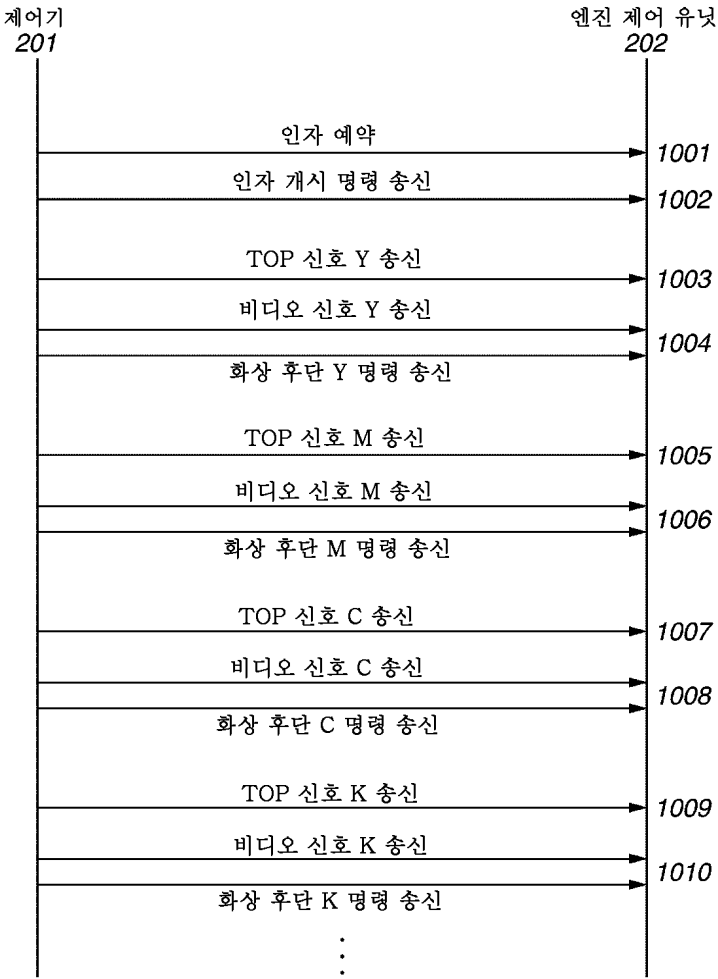 제어기
201
엔진 제어 유닛
202
인자 예약
1001
인자 개시 명령 송신
1002
TOP 신호 Y 송신
1003
비디오 신호 Y 송신
1004
화상 후단 Y 명령 송신
TOP 신호 M 송신
1005
비디오 신호 M 송신
1006
화상 후단 M 명령 송신
TOP 신호 C 송신
1007
비디오 신호 C 송신
1008
화상 후단 C 명령 송신
TOP 신호 K 송신
1009
비디오 신호 K 송신
1010
화상 후단 K 명령 송신